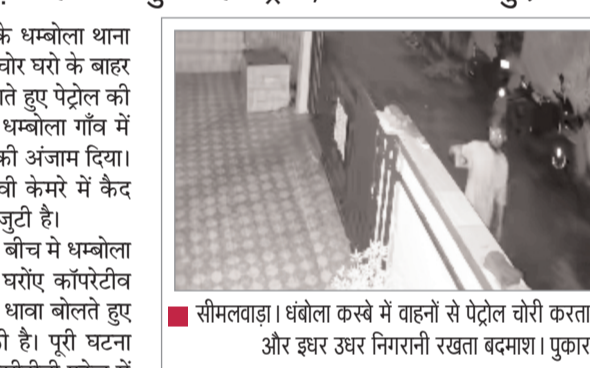 के धम्बोला थाना
चोर घरो के बाहर
हुए पेट्रोल की
धम्बोला गाँव में
की अंजाम दिया।
केमरे में कैद
जुटी है।
बीच मे धम्बोला
घरोंए कॉपरेटीव
धावा बोलते हुए
है। पूरी घटना
सीमलवाड़ा। धंबोला कस्बे में वाहनों से पेट्रोल चोरी करता
और इधर उधर निगरानी रखता बदमाश। पुकार